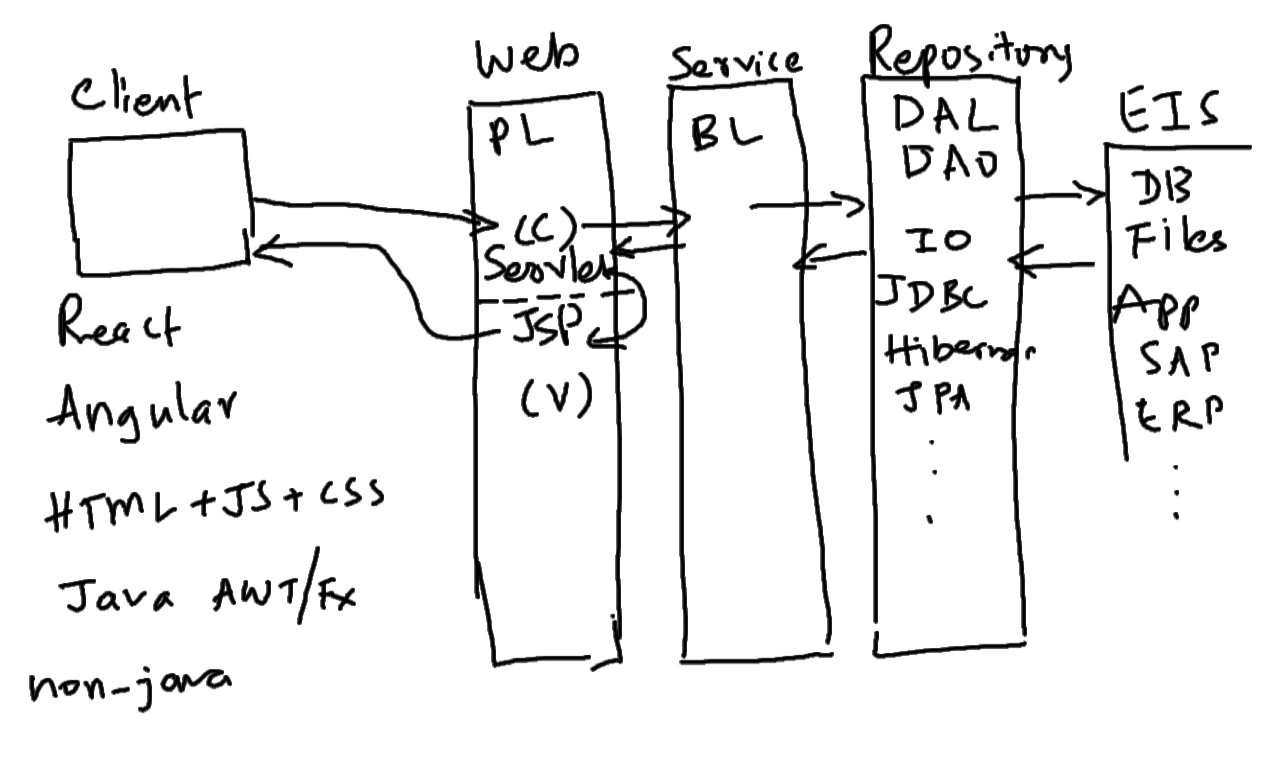 Client
React
Angular
HTML+JS+CSS
Java AWT/Fx
non-java
Web
PL
(C)
Servlet
JSP
(V)
Service
BL
Repository
DAL
DAO
IO
JDBC
JPA
EIS
DB
Files
App
SAP
ERP